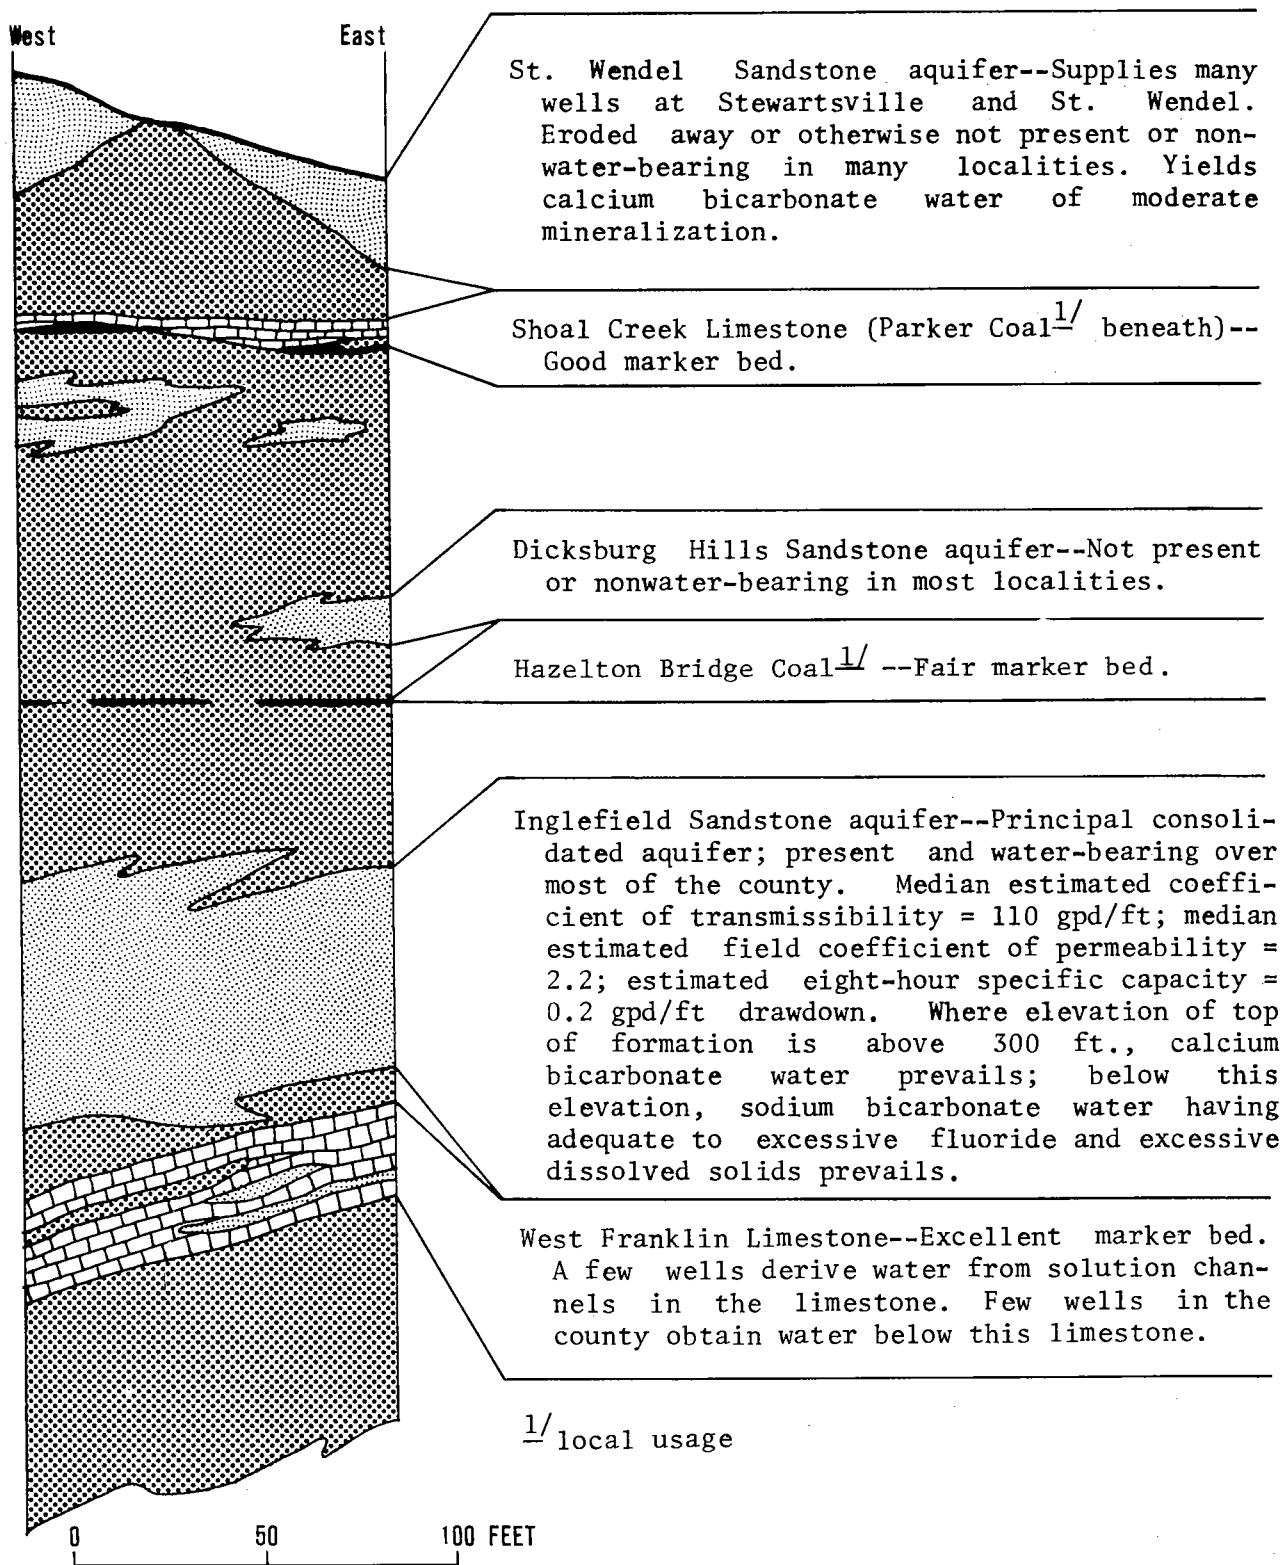 West East
St. Wendel Sandstone aquifer--Supplies many
wells at Stewartsville and St. Wendel.
Eroded away or otherwise not present or non-
water-bearing in many localities. Yields
calcium bicarbonate water of moderate
mineralization.
Shoal Creek Limestone (Parker Coal 1/ beneath)--
Good marker bed.
Dicksburg Hills Sandstone aquifer--Not present
or nonwater-bearing in most localities.
Hazelton Bridge Coal 1/ --Fair marker bed.
Inglefield Sandstone aquifer--Principal consoli-
dated aquifer; present and water-bearing over
most of the county. Median estimated coeffi-
cient of transmissibility = 110 gpd/ft; median
estimated field coefficient of permeability =
2.2; estimated eight-hour specific capacity =
0.2 gpd/ft drawdown. Where elevation of top
of formation is above 300 ft., calcium
bicarbonate water prevails; below this
elevation, sodium bicarbonate water having
adequate to excessive fluoride and excessive
dissolved solids prevails.
West Franklin Limestone--Excellent marker bed.
A few wells derive water from solution chan-
nels in the limestone. Few wells in the
county obtain water below this limestone.
1/ local usage
0 50 100 FEET